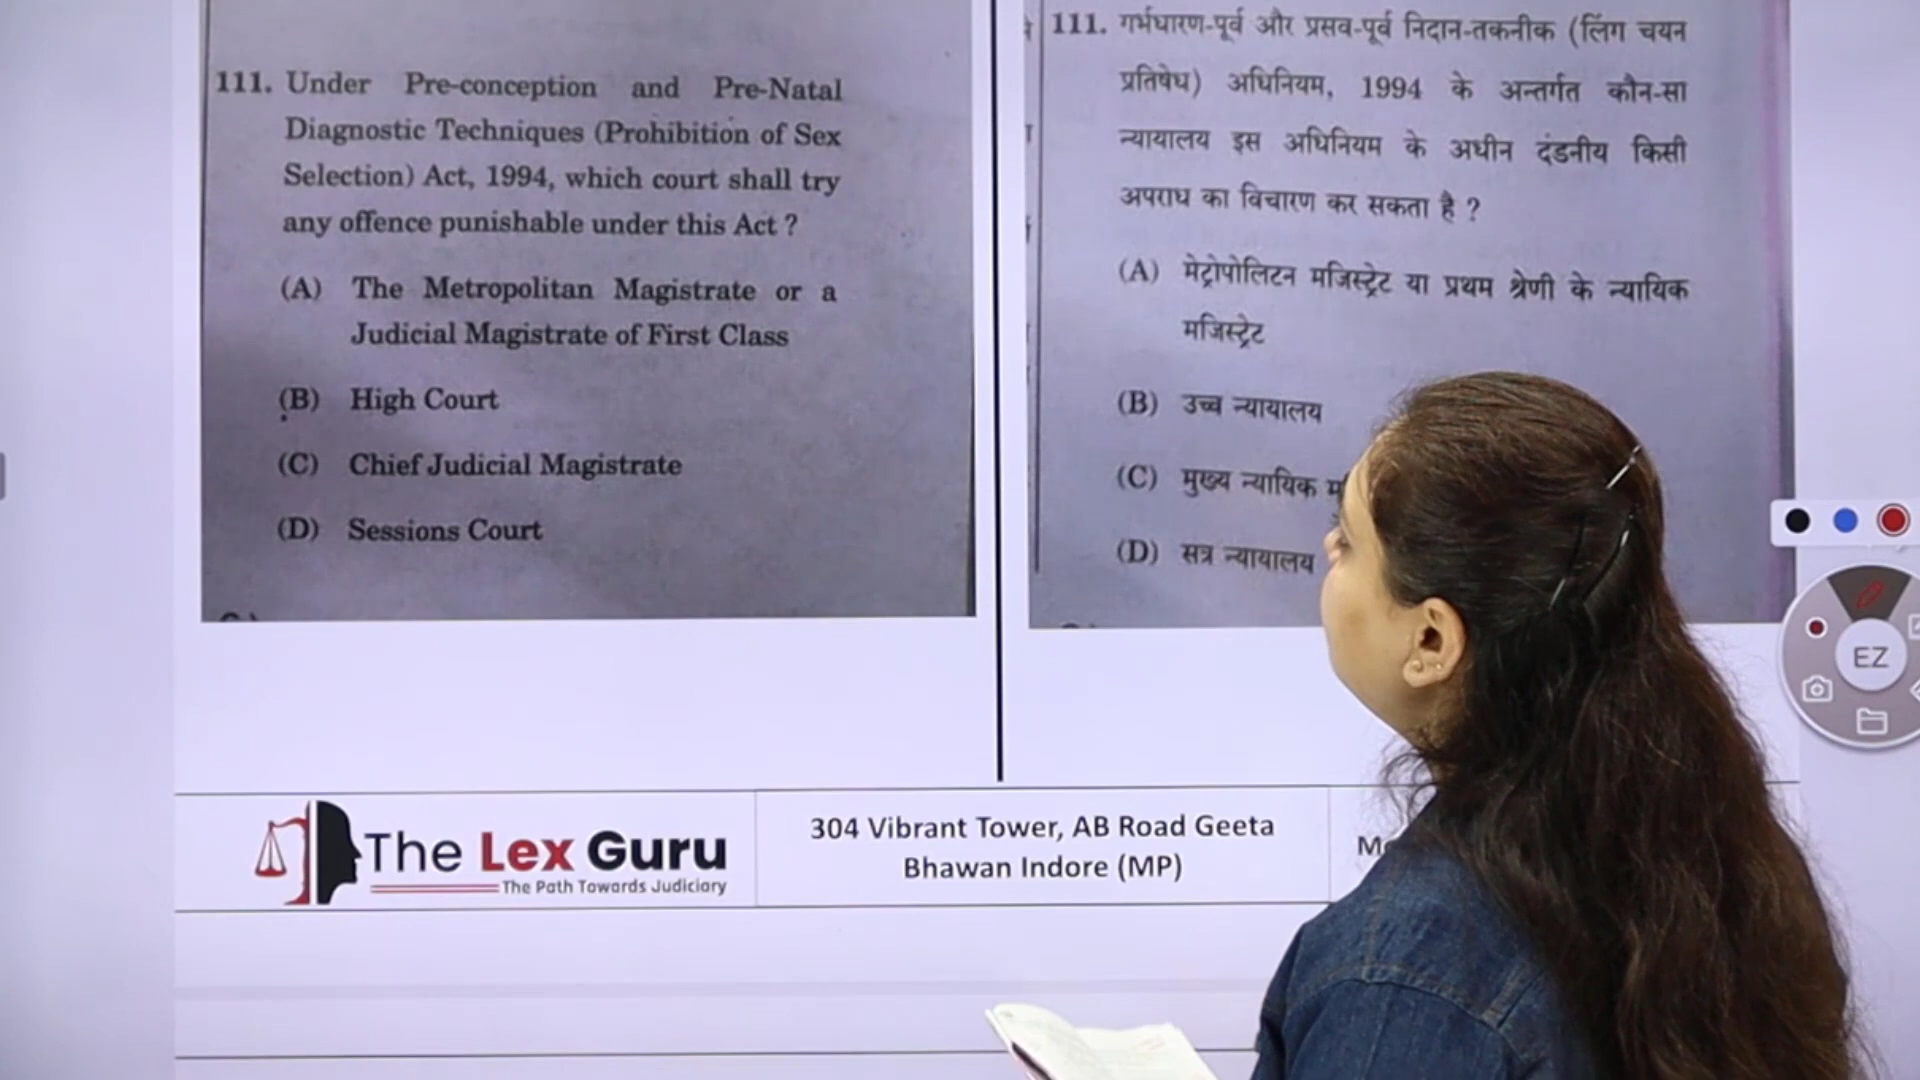 111. Under Pre-conception and Pre-Natal
Diagnostic Techniques (Prohibition of Sex
Selection) Act, 1994, which court shall try
any offence punishable under this Act ?
(A) The Metropolitan Magistrate or a
Judicial Magistrate of First Class
(B) High Court
(C) Chief Judicial Magistrate
(D) Sessions Court
111. गर्भधारण-पूर्व और प्रसव-पूर्व निदान-तकनीक (लिंग चयन
प्रतिषेध) अधिनियम, 1994 के अन्तर्गत कौन-सा
न्यायालय इस अधिनियम के अधीन दंडनीय किसी
अपराध का विचारण कर सकता है ?
(A) मेट्रोपोलिटन मजिस्ट्रेट या प्रथम श्रेणी के न्यायिक
मजिस्ट्रेट
(B) उच्च न्यायालय
(C) मुख्य न्यायिक
(D) सत्र न्यायालय
EZ
The Lex Guru
The Path Towards Judiciary
304 Vibrant Tower, AB Road Geeta
Bhawan Indore (MP)